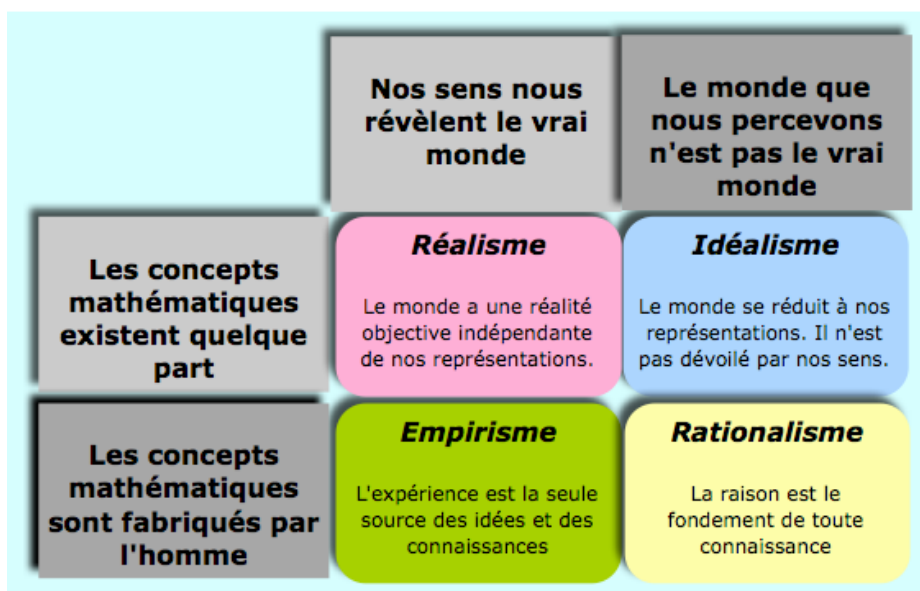 Nos sens nous
révèlent le vrai
monde
Le monde que
nous percevons
n'est pas le vrai
monde
Les concepts
mathématiques
existent quelque
part
Réalisme
Le monde a une réalité
objective indépendante
de nos représentations.
Idéalisme
Le monde se réduit à nos
représentations. Il n'est
pas dévoilé par nos sens.
Les concepts
mathématiques
sont fabriqués par
l'homme
Empirisme
L'expérience est la seule
source des idées et des
connaissances
Rationalisme
La raison est le
fondement de toute
connaissance